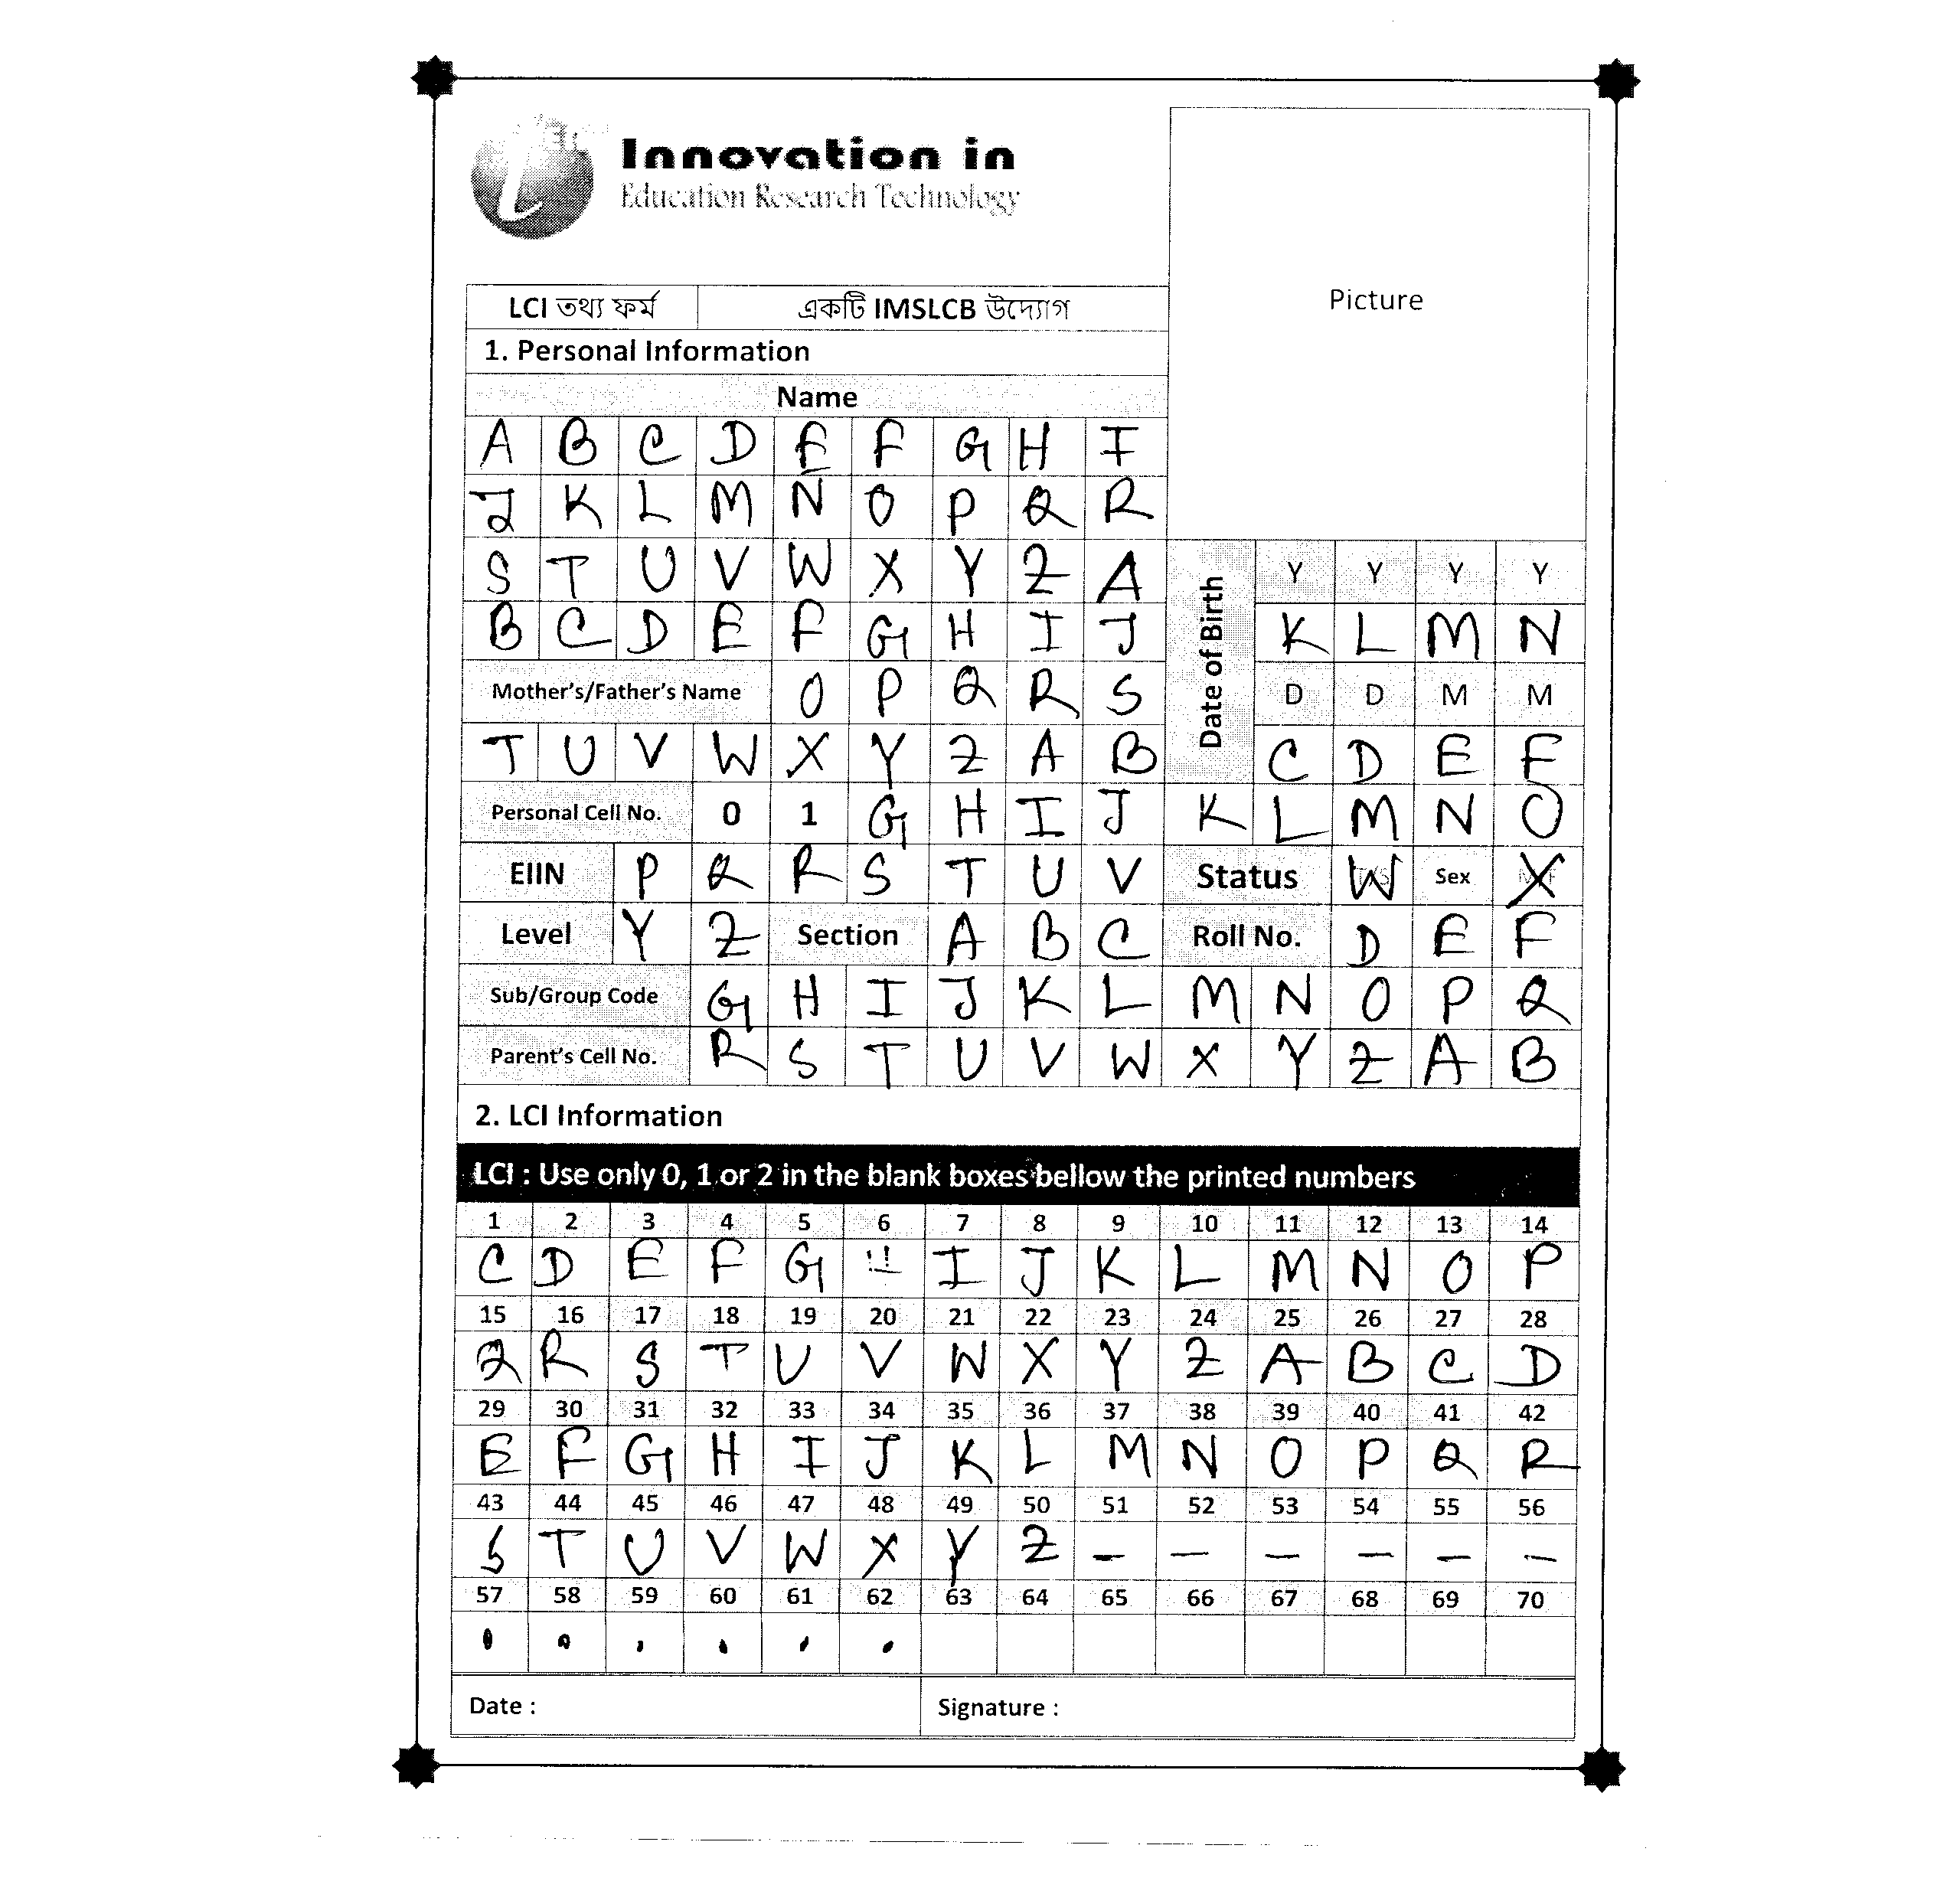 Innovation in
Education Research Technology
Picture
LCI তথ্য ফর্ম একটি IMSLCB উদ্যোগ
1. Personal Information
Name
A B C D E F G H I
J K L M N O P Q R
S T U V W X Y Z A
B C D E F G H I J
Date of Birth
Y Y Y Y
K L M N
D D M M
C D E F
Mother's/Father's Name O P Q R S
T U V W X Y Z A B
Personal Cell No. 0 1 G H I J K L M N O
EIIN P Q R S T U V Status W Sex X
Level Y Z Section A B C Roll No. D E F
Sub/Group Code G H I J K L M N O P Q
Parent's Cell No. R S T U V W X Y Z A B
2. LCI Information
LCI : Use only 0, 1 or 2 in the blank boxes bellow the printed numbers
1 2 3 4 5 6 7 8 9 10 11 12 13 14
C D E F G I J K L M N O P
15 16 17 18 19 20 21 22 23 24 25 26 27 28
Q R S T U V W X Y Z A B C D
29 30 31 32 33 34 35 36 37 38 39 40 41 42
E F G H I J K L M N O P Q R
43 44 45 46 47 48 49 50 51 52 53 54 55 56
S T U V W X Y Z – – – – – –
57 58 59 60 61 62 63 64 65 66 67 68 69 70
. . . . . .
Date : Signature :